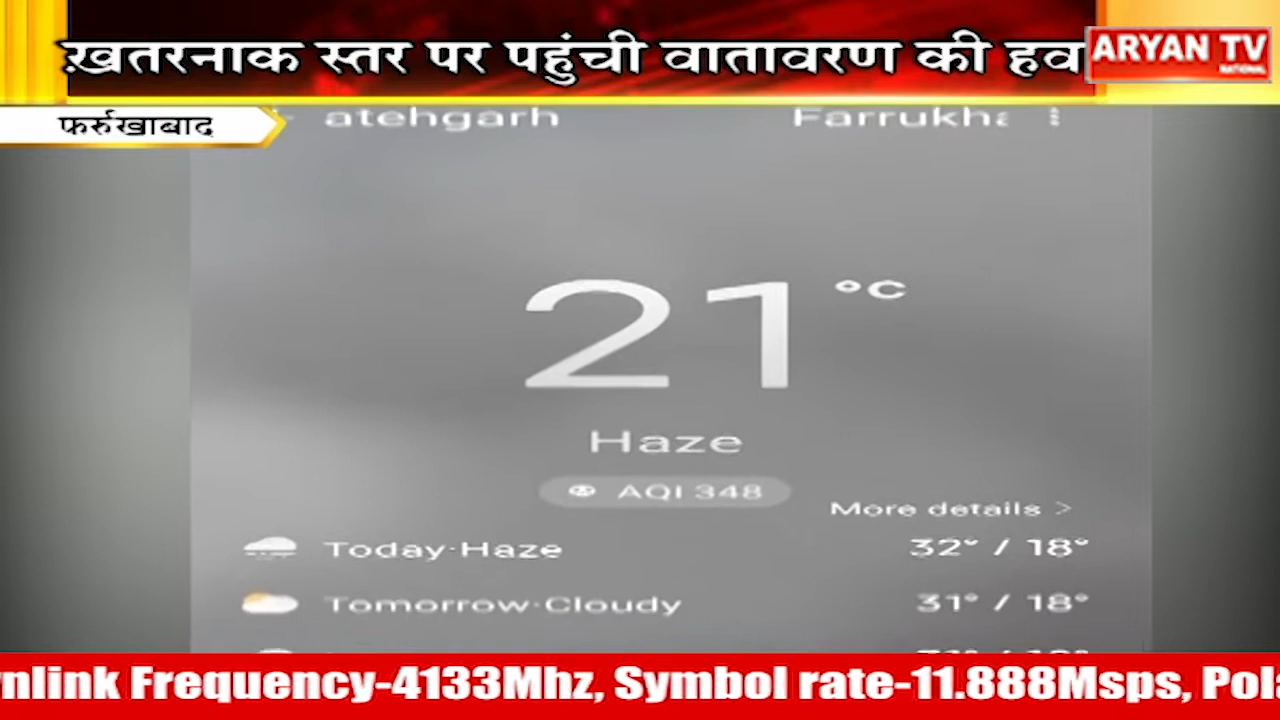 ख़तरनाक स्तर पर पहुंची वातावरण की हव
ARYAN TV
NATIONAL
फर्रुखाबाद
atehgarh Farrukha
21 °C
Haze
AQI 348
More details >
Today·Haze 32° / 18°
Tomorrow·Cloudy 31° / 18°
nlink Frequency-4133Mhz, Symbol rate-11.888Msps, Pola